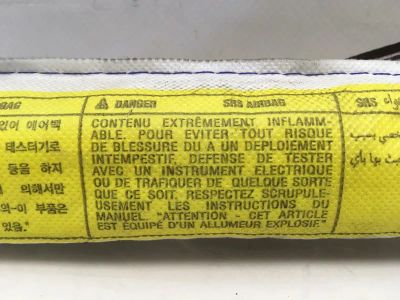 BAG
인이 에어백
테스터기로
등을 하지
의해서만
의-이 부품은
있음."
⚠ DANGER SRS AIRBAG
CONTENU EXTRÊMEMENT INFLAMM-
ABLE. POUR EVITER TOUT RISQUE
DE BLESSURE DU A UN DEPLOIEMENT
INTEMPESTIF, DEFENSE DE TESTER
AVEC UN INSTRUMENT ELECTRIQUE
OU DE TRAFIQUER DE QUELQUE SORTE
QUE CE SOIT. RESPECTEZ SCRUPULE-
USEMENT LES INSTRUCTIONS DU
MANUEL. "ATTENTION - CET ARTICLE
EST ÉQUIPÉ D'UN ALLUMEUR EXPLOSIF"
SRS هواء